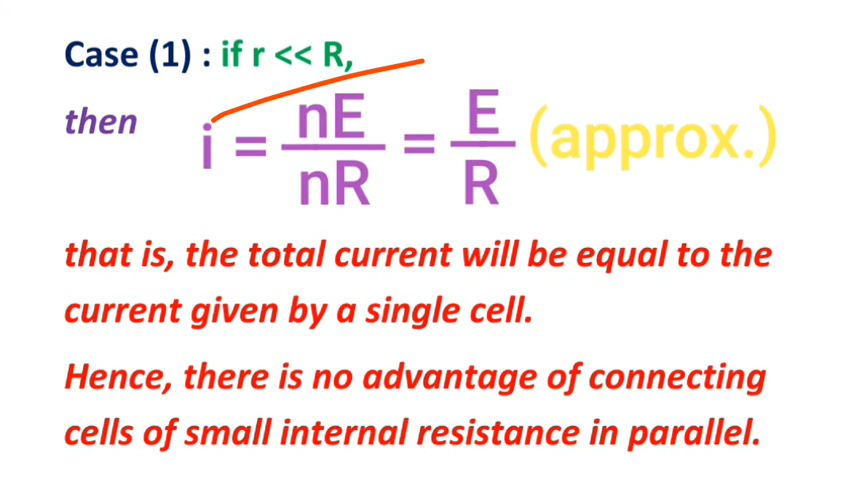 Case (1) : if r << R,
then i = nE/nR = E/R (approx.)
that is, the total current will be equal to the
current given by a single cell.
Hence, there is no advantage of connecting
cells of small internal resistance in parallel.